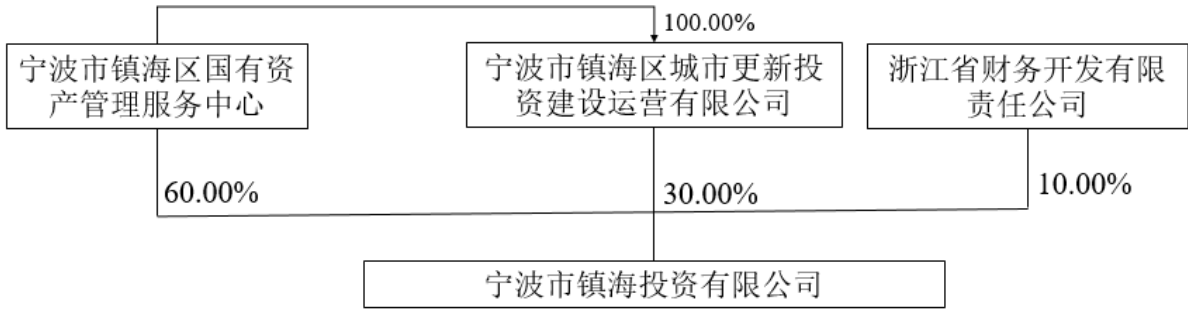 100.00%
宁波市镇海区国有资
产管理服务中心
宁波市镇海区城市更新投
资建设运营有限公司
浙江省财务开发有限
责任公司
60.00%
30.00%
10.00%
宁波市镇海投资有限公司